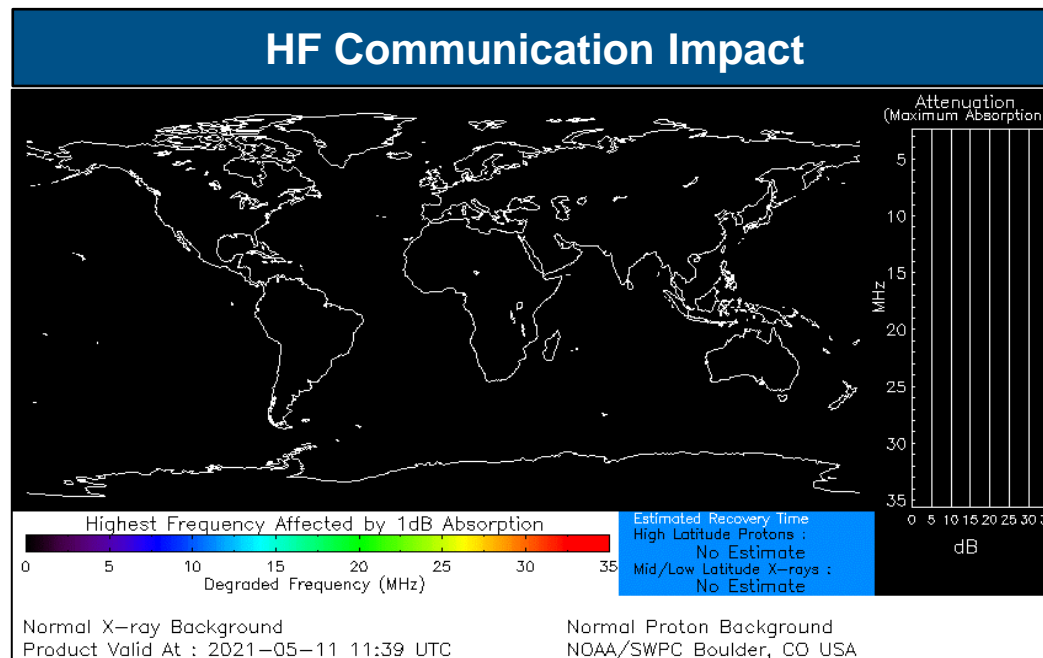 HF Communication Impact
Attenuation
(Maximum Absorption
5
10
15
20
25
30
35
MHz
0 5 10 15 20 25 30
dB
Highest Frequency Affected by 1dB Absorption
0 5 10 15 20 25 30 35
Degraded Frequency (MHz)
Estimated Recovery Time
High Latitude Protons :
No Estimate
Mid/Low Latitude X-rays :
No Estimate
Normal X-ray Background
Normal Proton Background
Product Valid At : 2021-05-11 11:39 UTC
NOAA/SWPC Boulder, CO USA